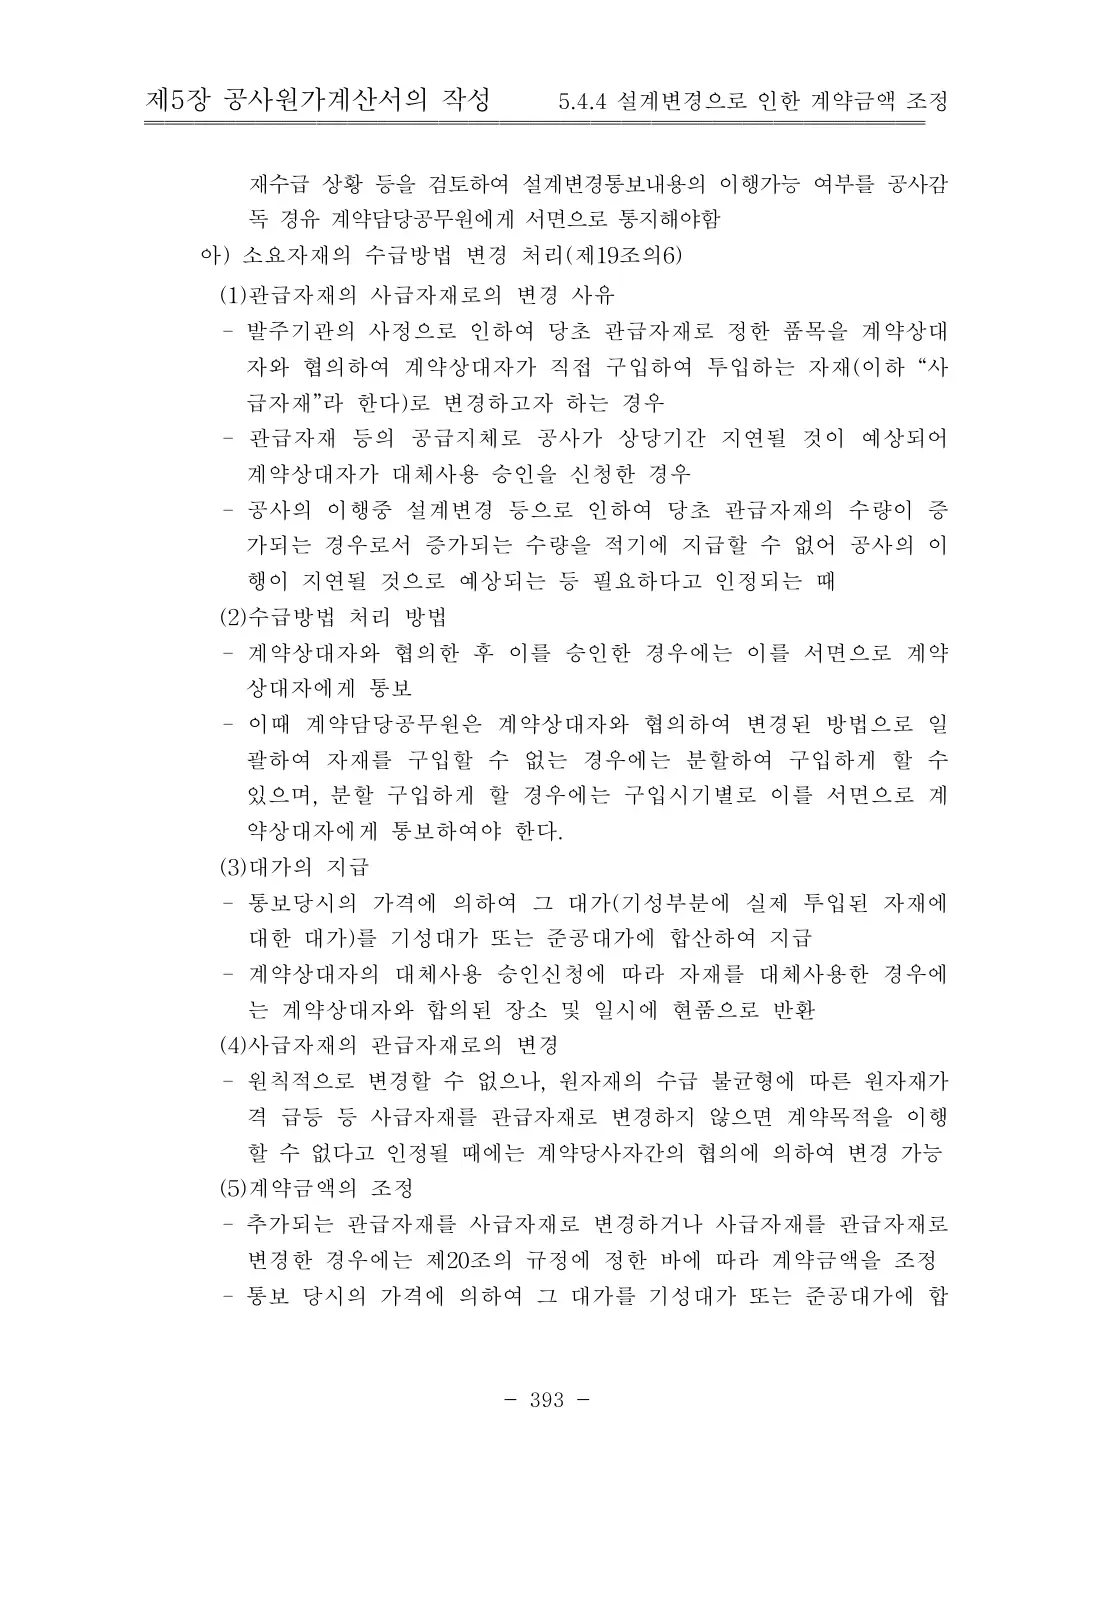 제5장 공사원가계산서의 작성 5.4.4 설계변경으로 인한 계약금액 조정
재수급 상황 등을 검토하여 설계변경통보내용의 이행가능 여부를 공사감
독 경유 계약담당공무원에게 서면으로 통지해야함
아) 소요자재의 수급방법 변경 처리(제19조의6)
(1)관급자재의 사급자재로의 변경 사유
- 발주기관의 사정으로 인하여 당초 관급자재로 정한 품목을 계약상대
자와 협의하여 계약상대자가 직접 구입하여 투입하는 자재(이하 “사
급자재”라 한다)로 변경하고자 하는 경우
- 관급자재 등의 공급지체로 공사가 상당기간 지연될 것이 예상되어
계약상대자가 대체사용 승인을 신청한 경우
- 공사의 이행중 설계변경 등으로 인하여 당초 관급자재의 수량이 증
가되는 경우로서 증가되는 수량을 적기에 지급할 수 없어 공사의 이
행이 지연될 것으로 예상되는 등 필요하다고 인정되는 때
(2)수급방법 처리 방법
- 계약상대자와 협의한 후 이를 승인한 경우에는 이를 서면으로 계약
상대자에게 통보
- 이때 계약담당공무원은 계약상대자와 협의하여 변경된 방법으로 일
괄하여 자재를 구입할 수 없는 경우에는 분할하여 구입하게 할 수
있으며, 분할 구입하게 할 경우에는 구입시기별로 이를 서면으로 계
약상대자에게 통보하여야 한다.
(3)대가의 지급
- 통보당시의 가격에 의하여 그 대가(기성부분에 실제 투입된 자재에
대한 대가)를 기성대가 또는 준공대가에 합산하여 지급
- 계약상대자의 대체사용 승인신청에 따라 자재를 대체사용한 경우에
는 계약상대자와 합의된 장소 및 일시에 현품으로 반환
(4)사급자재의 관급자재로의 변경
- 원칙적으로 변경할 수 없으나, 원자재의 수급 불균형에 따른 원자재가
격 급등 등 사급자재를 관급자재로 변경하지 않으면 계약목적을 이행
할 수 없다고 인정될 때에는 계약당사자간의 협의에 의하여 변경 가능
(5)계약금액의 조정
- 추가되는 관급자재를 사급자재로 변경하거나 사급자재를 관급자재로
변경한 경우에는 제20조의 규정에 정한 바에 따라 계약금액을 조정
- 통보 당시의 가격에 의하여 그 대가를 기성대가 또는 준공대가에 합
- 393 -